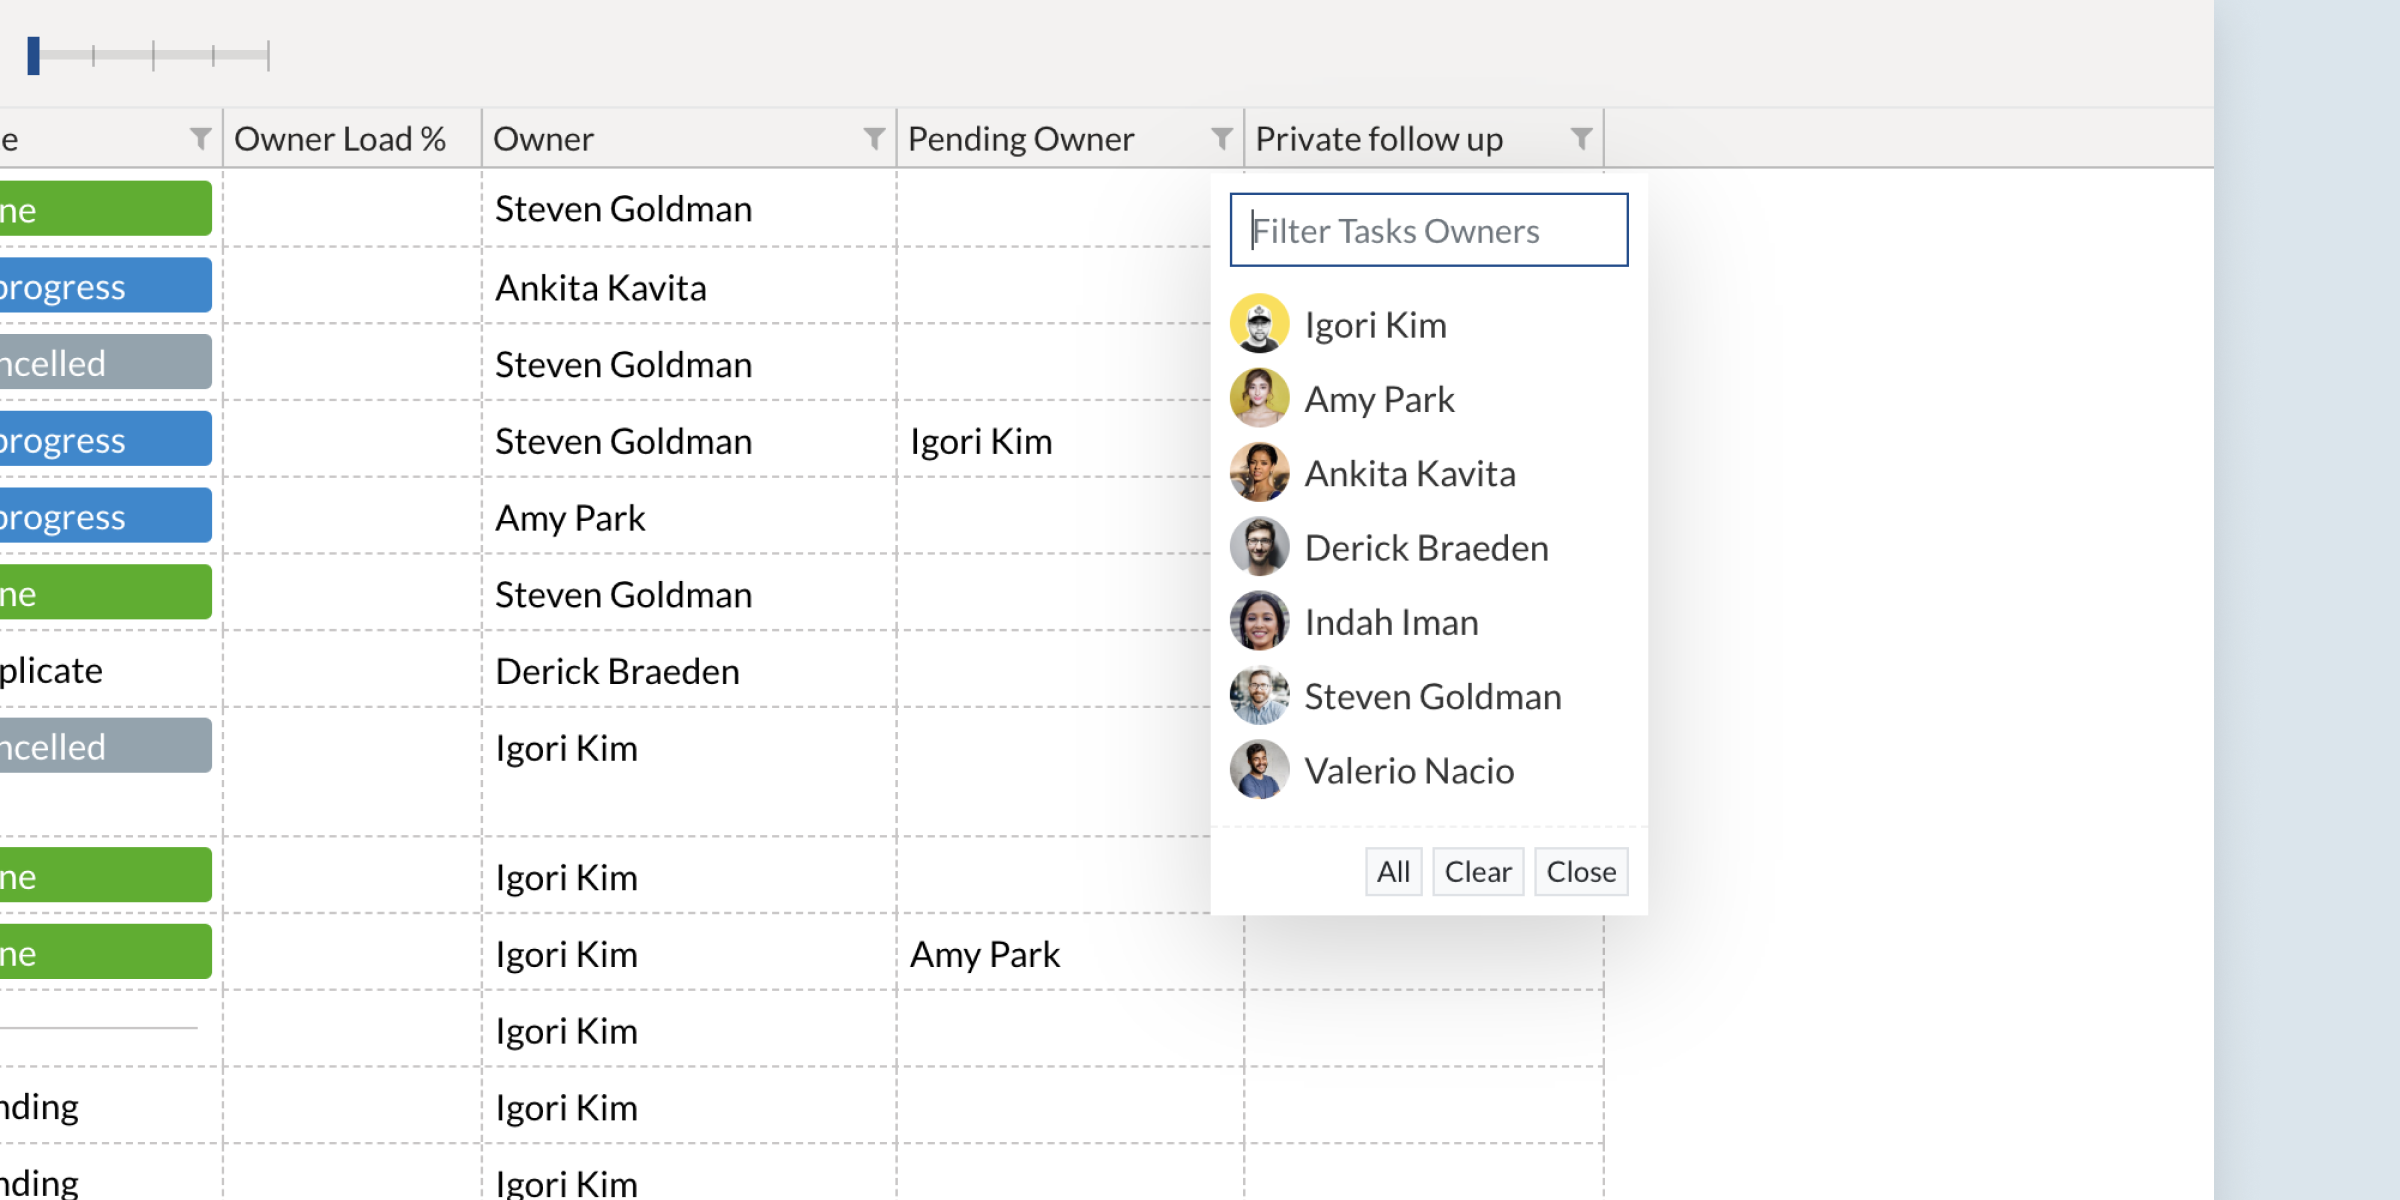 e Owner Load % Owner Pending Owner Private follow up
ne Steven Goldman
Filter Tasks Owners
progress Ankita Kavita
Igori Kim
ncelled Steven Goldman
Amy Park
progress Steven Goldman Igori Kim
Ankita Kavita
progress Amy Park
Derick Braeden
ne Steven Goldman
Indah Iman
plicate Derick Braeden
Steven Goldman
ncelled Igori Kim
Valerio Nacio
ne Igori Kim
All Clear Close
ne Igori Kim Amy Park
Igori Kim
nding Igori Kim
nding Igori Kim